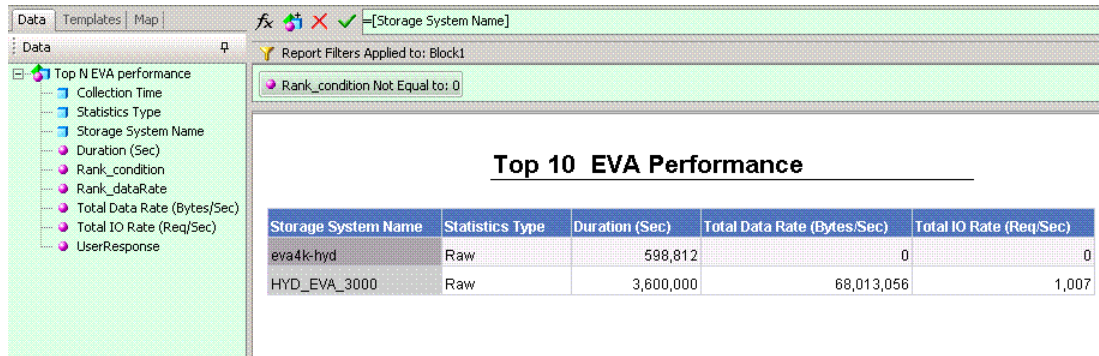 Data Templates Map
=[Storage System Name]
Data
Report Filters Applied to: Block1
Top N EVA performance
Collection Time
Statistics Type
Storage System Name
Duration (Sec)
Rank_condition
Rank_dataRate
Total Data Rate (Bytes/Sec)
Total IO Rate (Req/Sec)
UserResponse
Rank_condition Not Equal to: 0
Top 10 EVA Performance
Storage System Name Statistics Type Duration (Sec) Total Data Rate (Bytes/Sec) Total IO Rate (Req/Sec)
eva4k-hyd Raw 598,812 0 0
HYD_EVA_3000 Raw 3,600,000 68,013,056 1,007